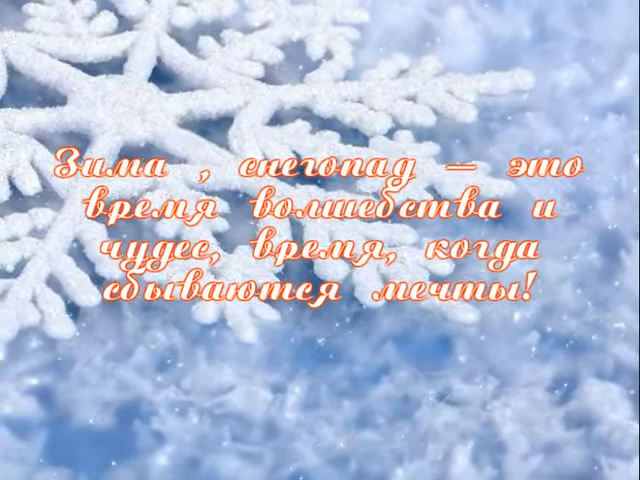 Зима , снегопад — это
время волшебства и
чудес, время, когда
сбываются мечты!